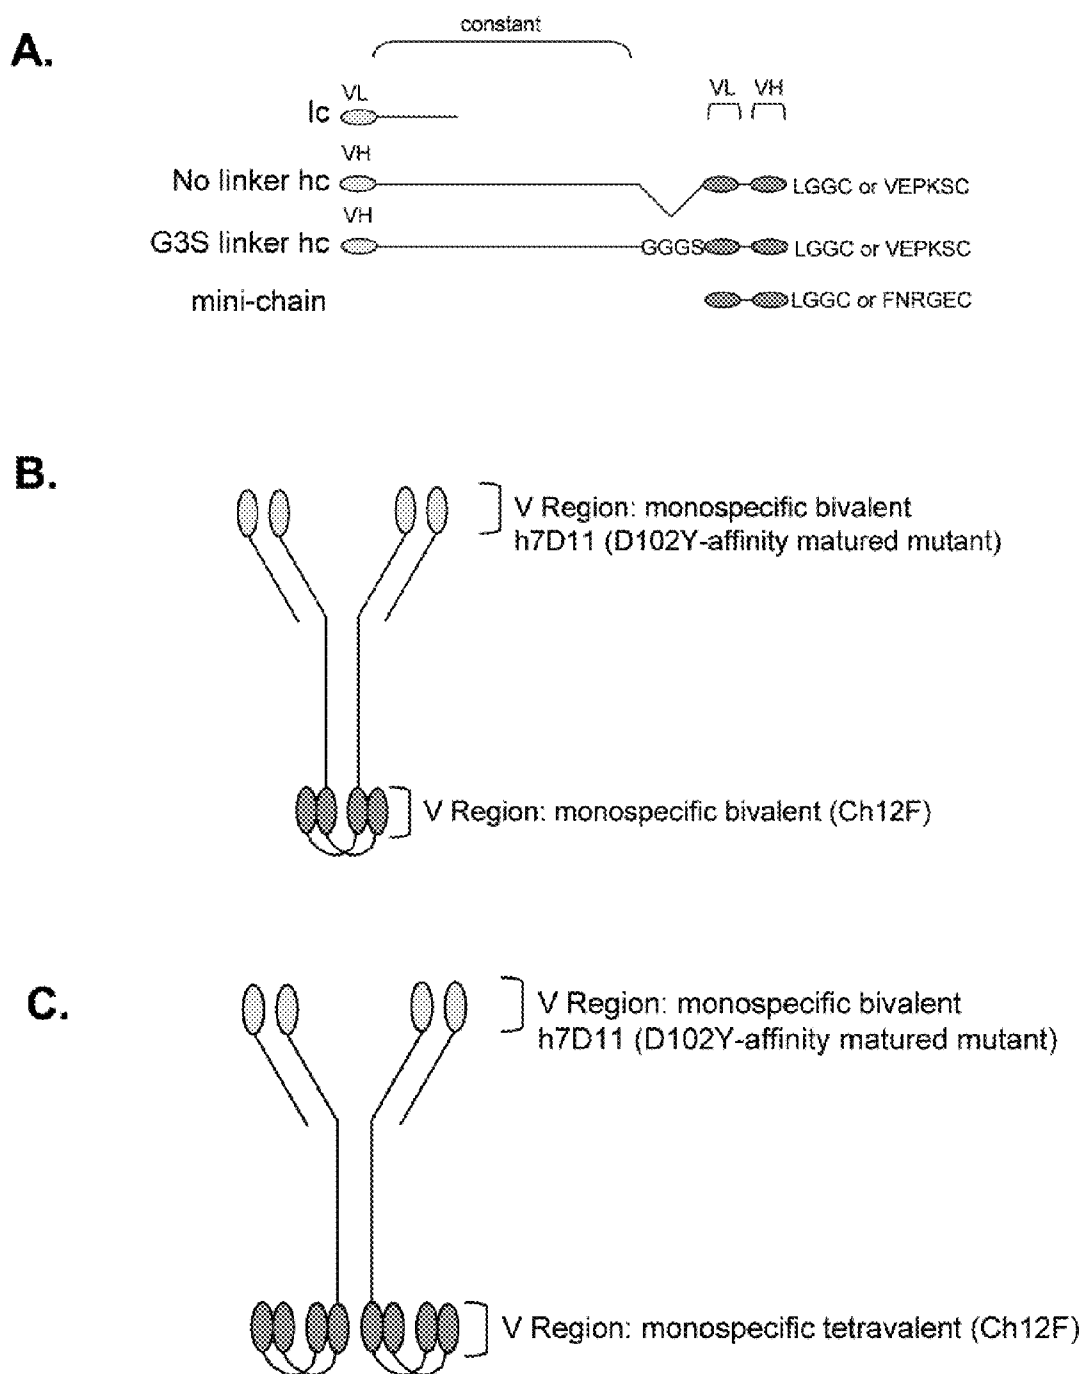 A.
constant
VL
lc
VL VH
VH
No linker hc
LGGC or VEPKSC
VH
G3S linker hc
GGGS
LGGC or VEPKSC
mini-chain
LGGC or FNRGEC
B.
V Region: monospecific bivalent
h7D11 (D102Y-affinity matured mutant)
V Region: monospecific bivalent (Ch12F)
C.
V Region: monospecific bivalent
h7D11 (D102Y-affinity matured mutant)
V Region: monospecific tetravalent (Ch12F)